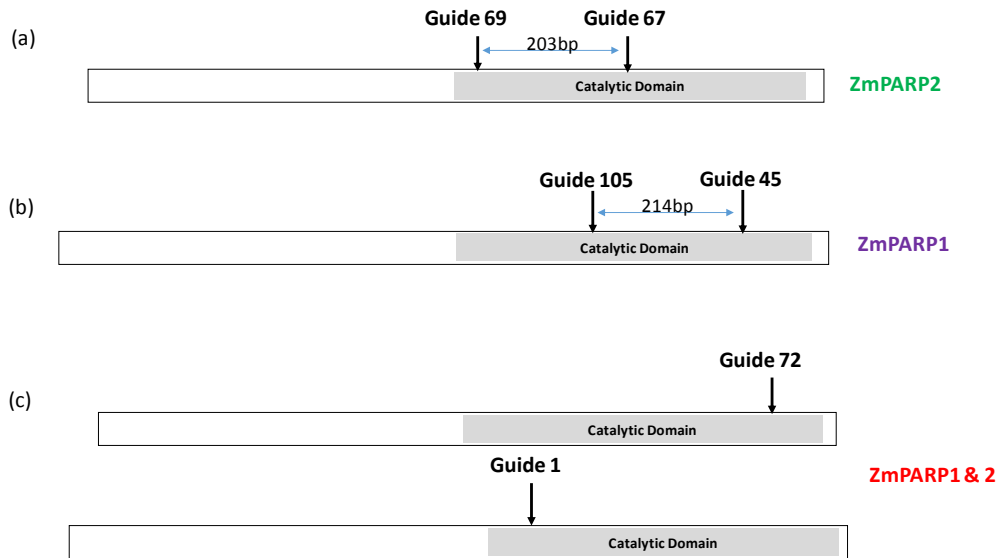 (a)
Guide 69
Guide 67
203bp
Catalytic Domain
ZmPARP2
(b)
Guide 105
Guide 45
214bp
Catalytic Domain
ZmPARP1
(c)
Guide 72
Catalytic Domain
Guide 1
ZmPARP1 & 2
Catalytic Domain